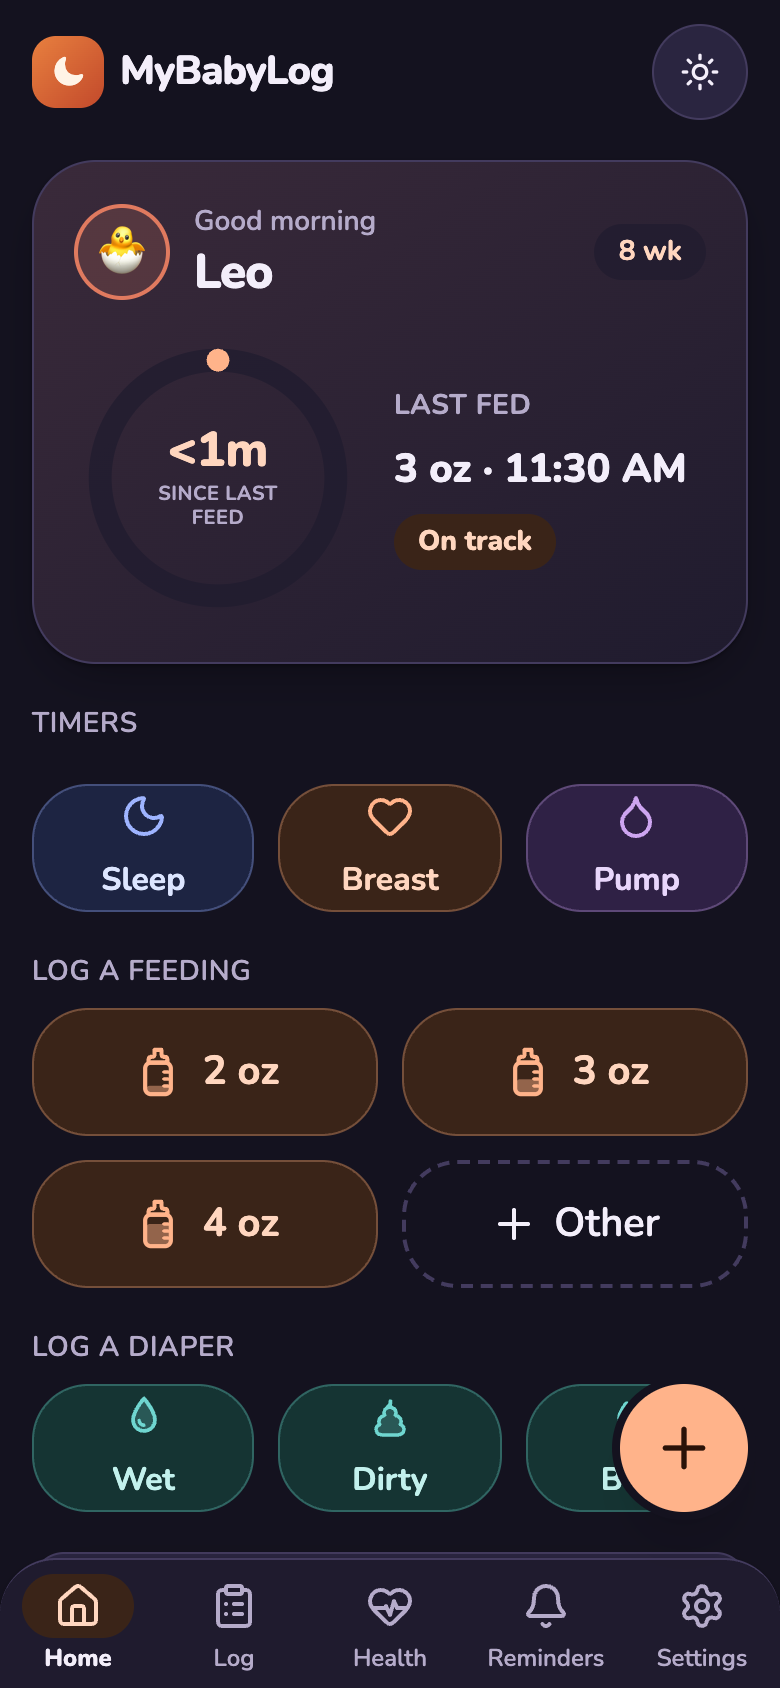 MyBabyLog
Good morning
Leo
8 wk
<1m
SINCE LAST
FEED
LAST FED
3 oz · 11:30 AM
On track
TIMERS
Sleep
Breast
Pump
LOG A FEEDING
2 oz
3 oz
4 oz
Other
LOG A DIAPER
Wet
Dirty
Home
Log
Health
Reminders
Settings